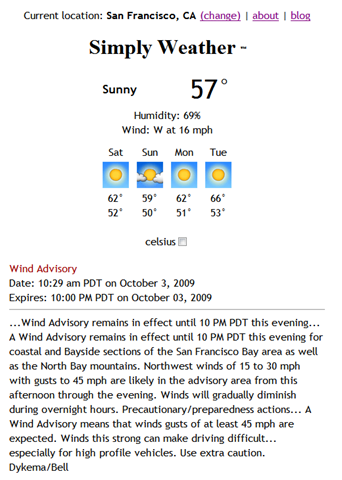 Current location: San Francisco, CA (change) | about | blog
Simply Weather
Sunny 57°
Humidity: 69%
Wind: W at 16 mph
Sat Sun Mon Tue
62° 59° 62° 66°
52° 50° 51° 53°
celsius
Wind Advisory
Date: 10:29 am PDT on October 3, 2009
Expires: 10:00 PM PDT on October 03, 2009
...Wind Advisory remains in effect until 10 PM PDT this evening...
A Wind Advisory remains in effect until 10 PM PDT this evening for
coastal and Bayside sections of the San Francisco Bay area as well
as the North Bay mountains. Northwest winds of 15 to 30 mph
with gusts to 45 mph are likely in the advisory area from this
afternoon through the evening. Winds will gradually diminish
during overnight hours. Precautionary/preparedness actions... A
Wind Advisory means that winds gusts of at least 45 mph are
expected. Winds this strong can make driving difficult...
especially for high profile vehicles. Use extra caution.
Dykema/Bell